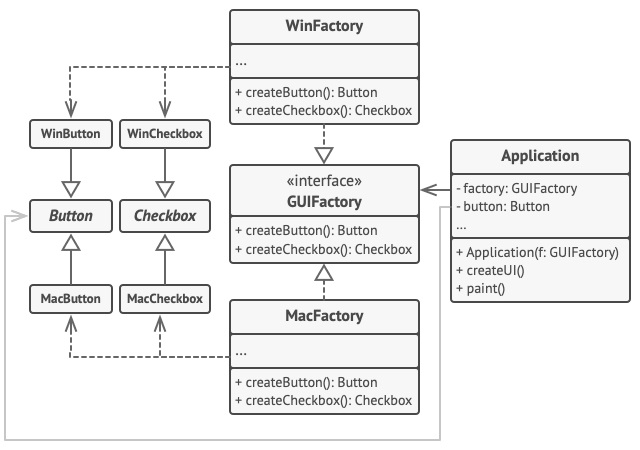 WinFactory
...
+ createButton(): Button
+ createCheckbox(): Checkbox
WinButton
WinCheckbox
Application
- factory: GUIFactory
- button: Button
...
+ Application(f: GUIFactory)
+ createUI()
+ paint()
«interface»
GUIFactory
+ createButton(): Button
+ createCheckbox(): Checkbox
Button
Checkbox
MacButton
MacCheckbox
MacFactory
...
+ createButton(): Button
+ createCheckbox(): Checkbox